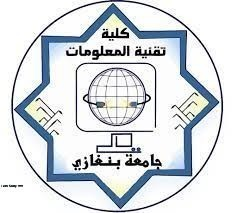 كلية
تقنية المعلومات
جامعة بنغازي